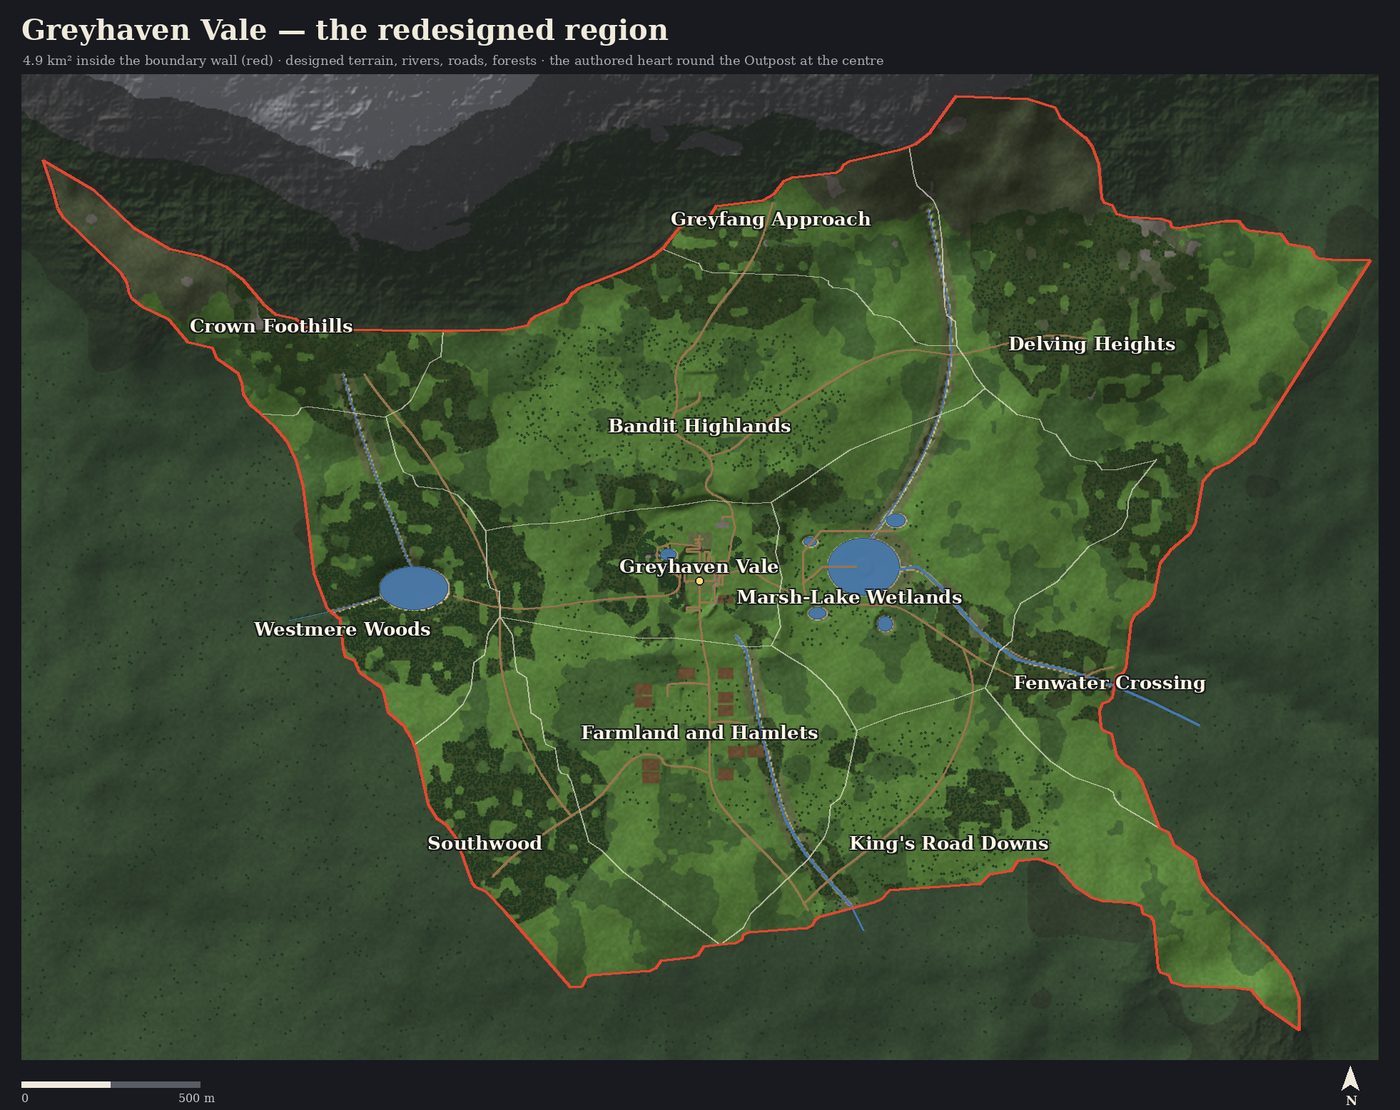 Greyhaven Vale — the redesigned region
4.9 km² inside the boundary wall (red) · designed terrain, rivers, roads, forests · the authored heart round the Outpost at the centre
Greyfang Approach
Crown Foothills
Delving Heights
Bandit Highlands
Greyhaven Vale
Marsh-Lake Wetlands
Westmere Woods
Fenwater Crossing
Farmland and Hamlets
Southwood
King's Road Downs
0
500 m
N